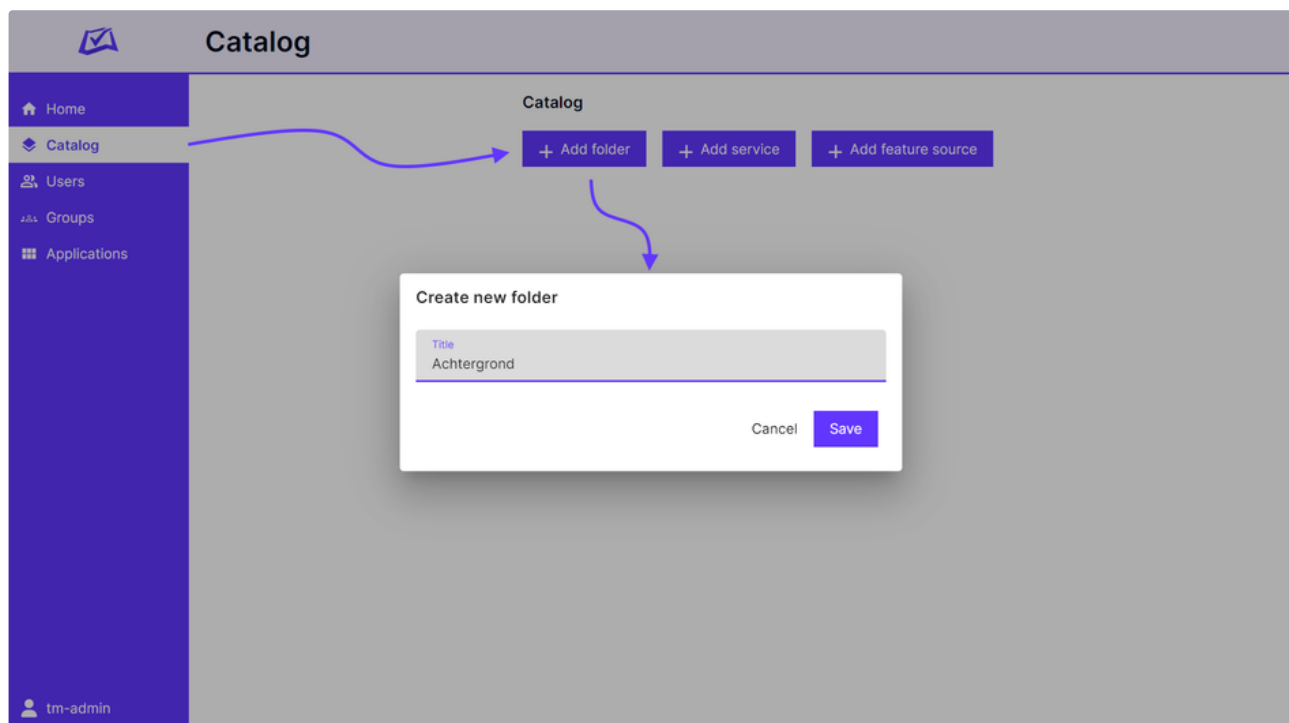 Catalog
Home
Catalog
Users
Groups
Applications
tm-admin
Catalog
Add folder
Add service
Add feature source
Create new folder
Title
Achtergrond
Cancel
Save